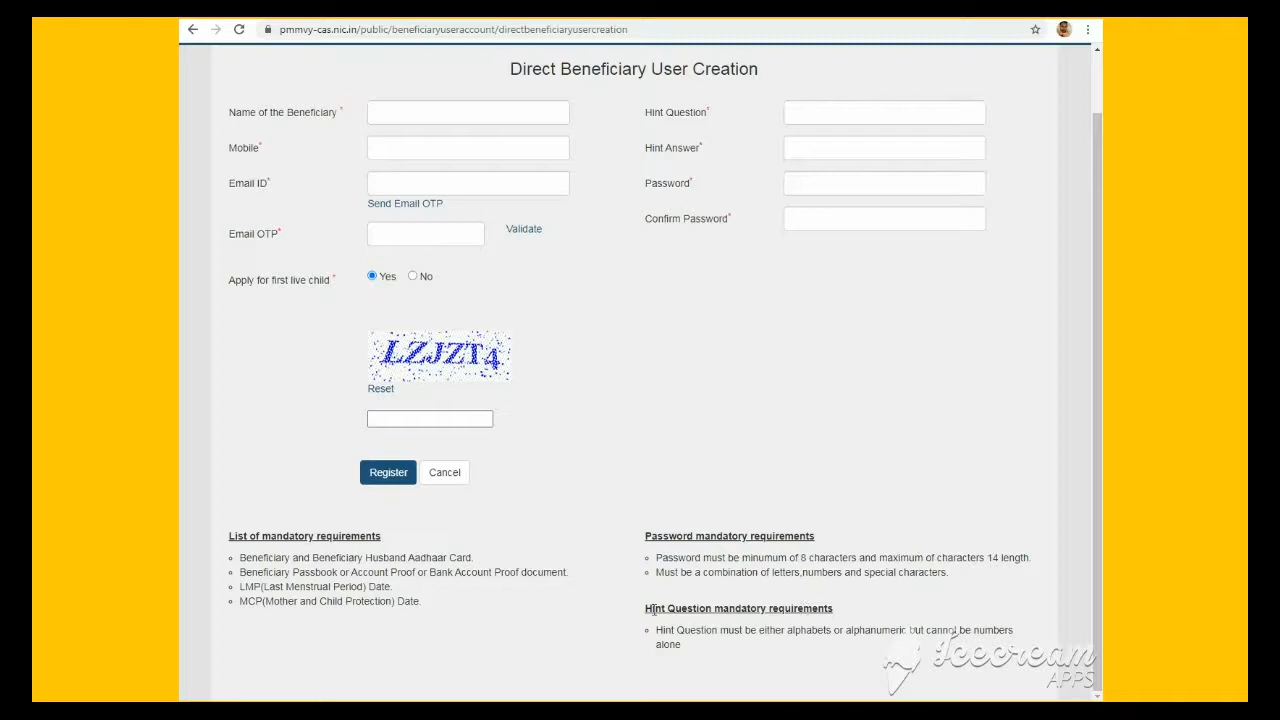 pmmvy-cas.nic.in/public/beneficiaryuseraccount/directbeneficiaryusercreation
Direct Beneficiary User Creation
Name of the Beneficiary *
Mobile*
Email ID*
Send Email OTP
Email OTP*
Validate
Apply for first live child *
Yes No
LZJZT4
Reset
Register Cancel
Hint Question*
Hint Answer*
Password*
Confirm Password*
List of mandatory requirements
Beneficiary and Beneficiary Husband Aadhaar Card.
Beneficiary Passbook or Account Proof or Bank Account Proof document.
LMP(Last Menstrual Period) Date.
MCP(Mother and Child Protection) Date.
Password mandatory requirements
Password must be minumum of 8 characters and maximum of characters 14 length.
Must be a combination of letters,numbers and special characters.
Hint Question mandatory requirements
Hint Question must be either alphabets or alphanumeric but cannot be numbers
alone
Icecream
APPS